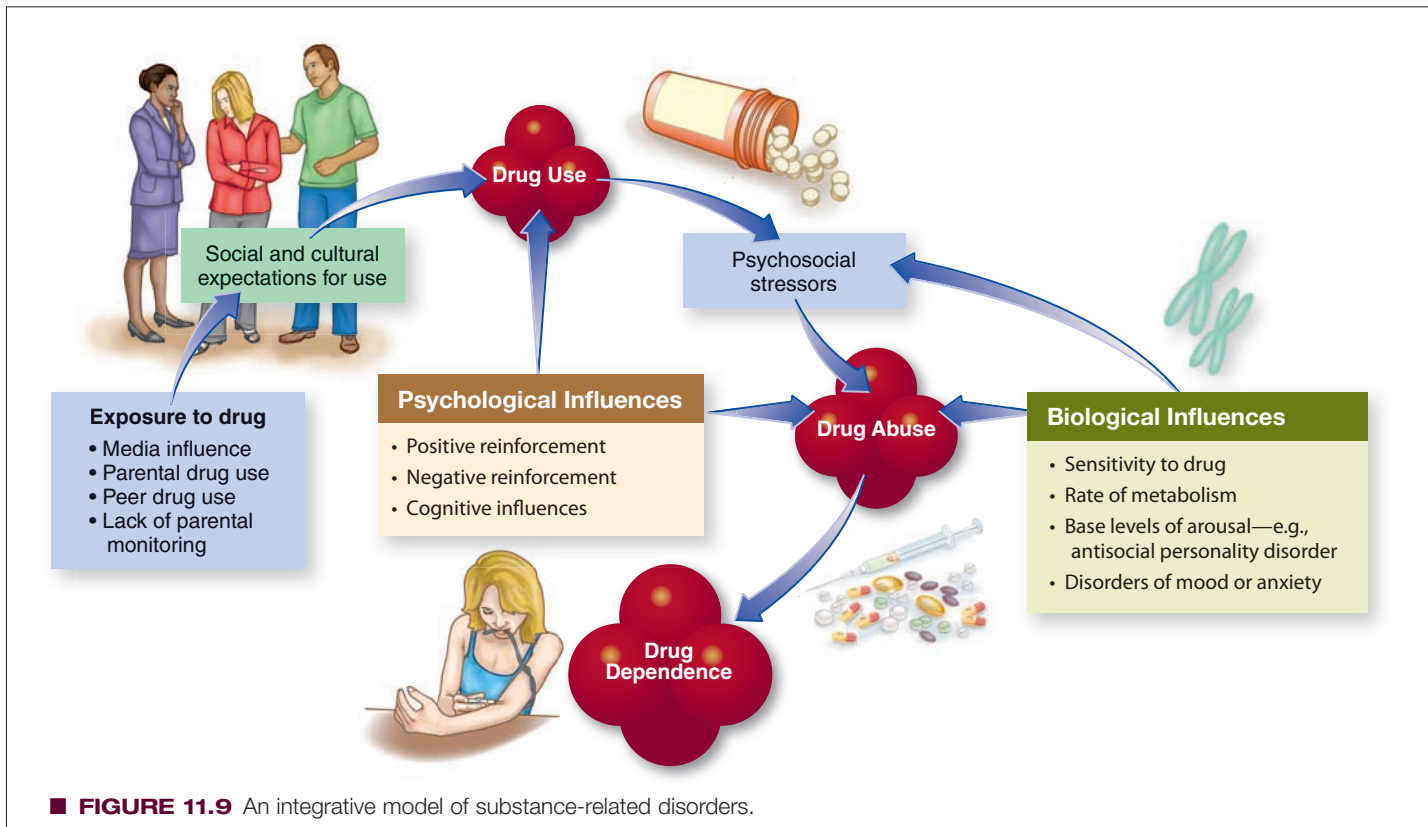 Drug Use
Social and cultural
expectations for use
Psychosocial
stressors
Exposure to drug
• Media influence
• Parental drug use
• Peer drug use
• Lack of parental
monitoring
Psychological Influences
• Positive reinforcement
• Negative reinforcement
• Cognitive influences
Drug Abuse
Biological Influences
• Sensitivity to drug
• Rate of metabolism
• Base levels of arousal—e.g.,
antisocial personality disorder
• Disorders of mood or anxiety
Drug
Dependence
■ FIGURE 11.9 An integrative model of substance-related disorders.